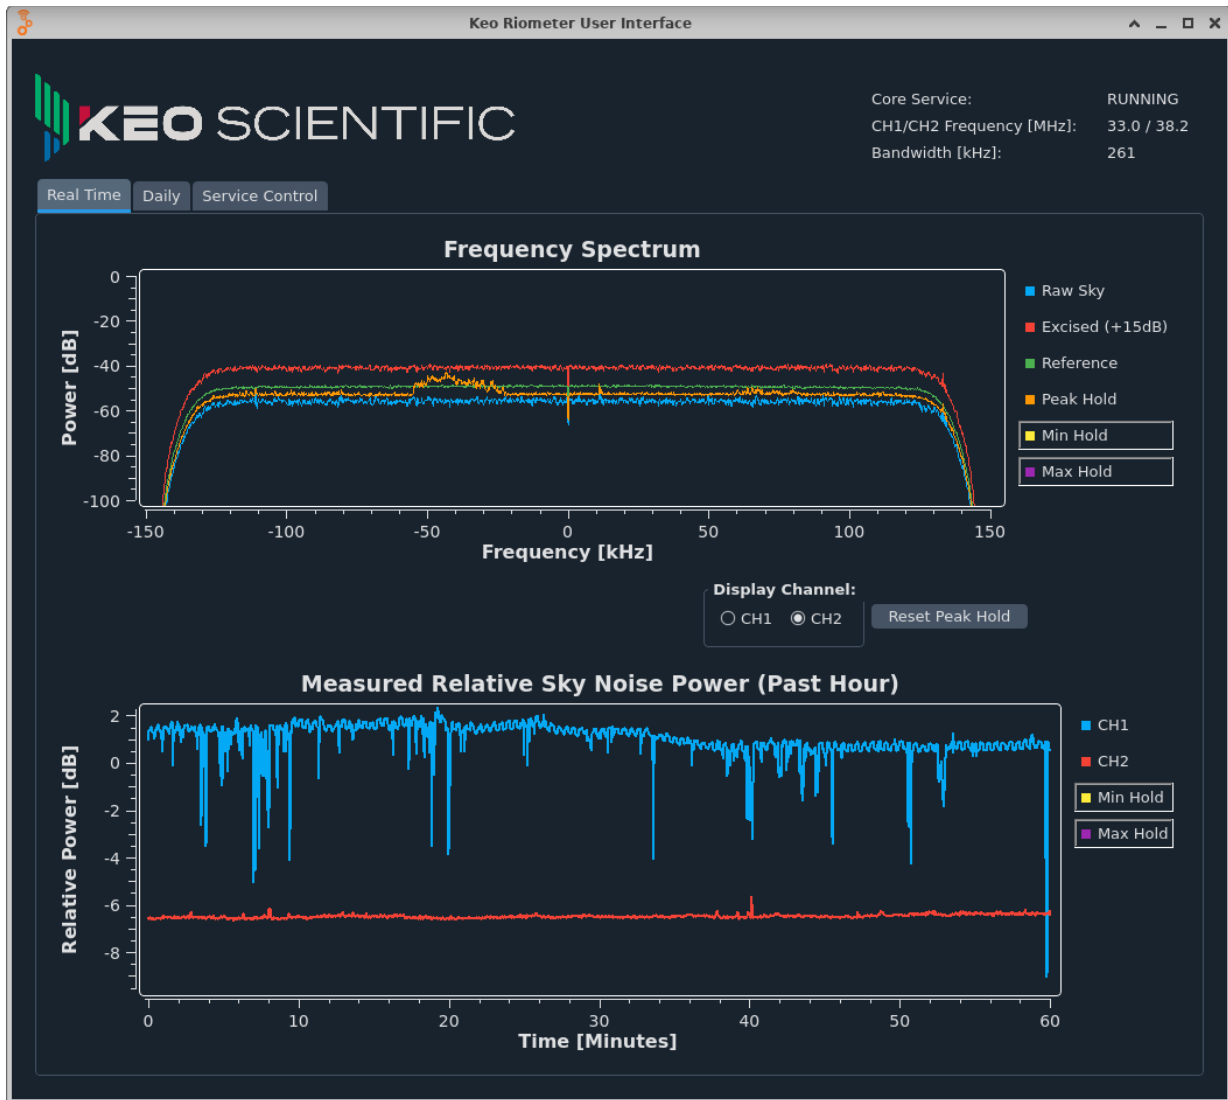 Keo Riometer User Interface
KEO SCIENTIFIC
Core Service: RUNNING
CH1/CH2 Frequency [MHz]: 33.0 / 38.2
Bandwidth [kHz]: 261
Real Time Daily Service Control
Frequency Spectrum
Power [dB]
0
-20
-40
-60
-80
-100
-150 -100 -50 0 50 100 150
Frequency [kHz]
Raw Sky
Excised (+15dB)
Reference
Peak Hold
Min Hold
Max Hold
Display Channel:
CH1 CH2
Reset Peak Hold
Measured Relative Sky Noise Power (Past Hour)
Relative Power [dB]
2
0
-2
-4
-6
-8
0 10 20 30 40 50 60
Time [Minutes]
CH1
CH2
Min Hold
Max Hold